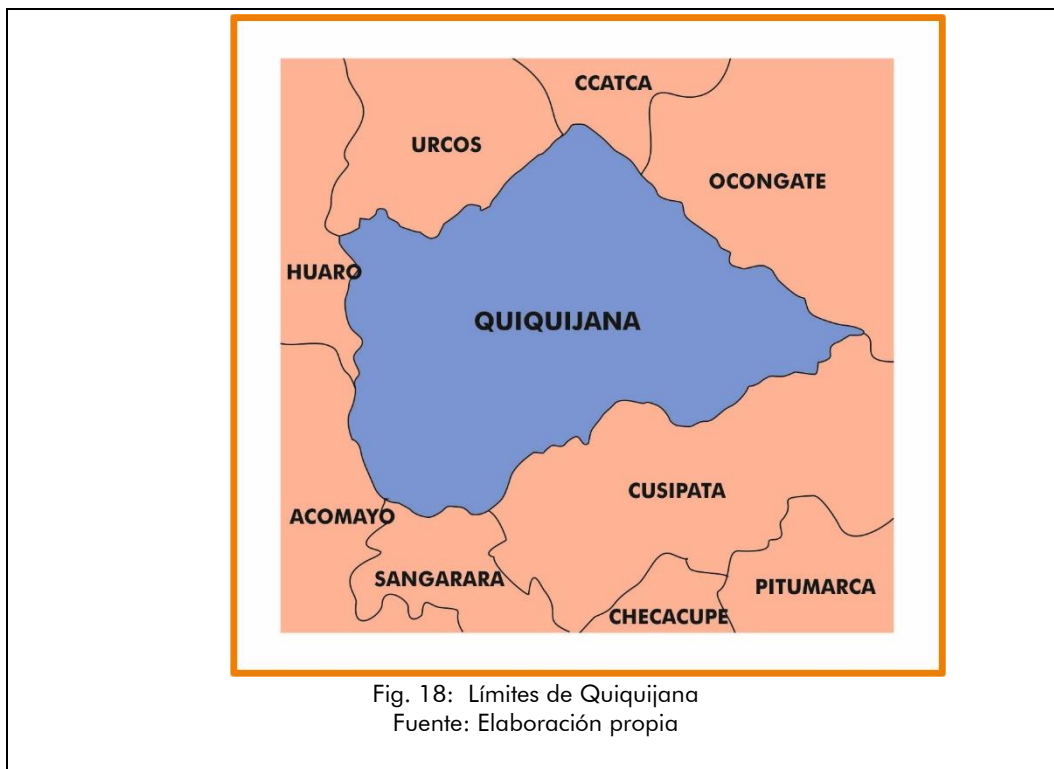 CCATCA
URCOS
OCONGATE
HUARO
QUIQUIJANA
CUSIPATA
ACOMAYO
SANGARARA
PITUMARCA
CHECACUPE
Fig. 18: Límites de Quiquijana
Fuente: Elaboración propia